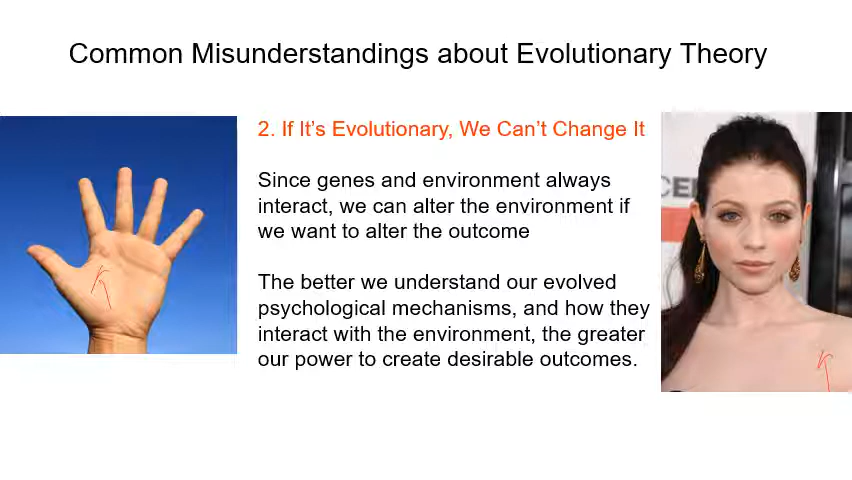 Common Misunderstandings about Evolutionary Theory
2. If It's Evolutionary, We Can't Change It
Since genes and environment always
interact, we can alter the environment if
we want to alter the outcome
The better we understand our evolved
psychological mechanisms, and how they
interact with the environment, the greater
our power to create desirable outcomes.